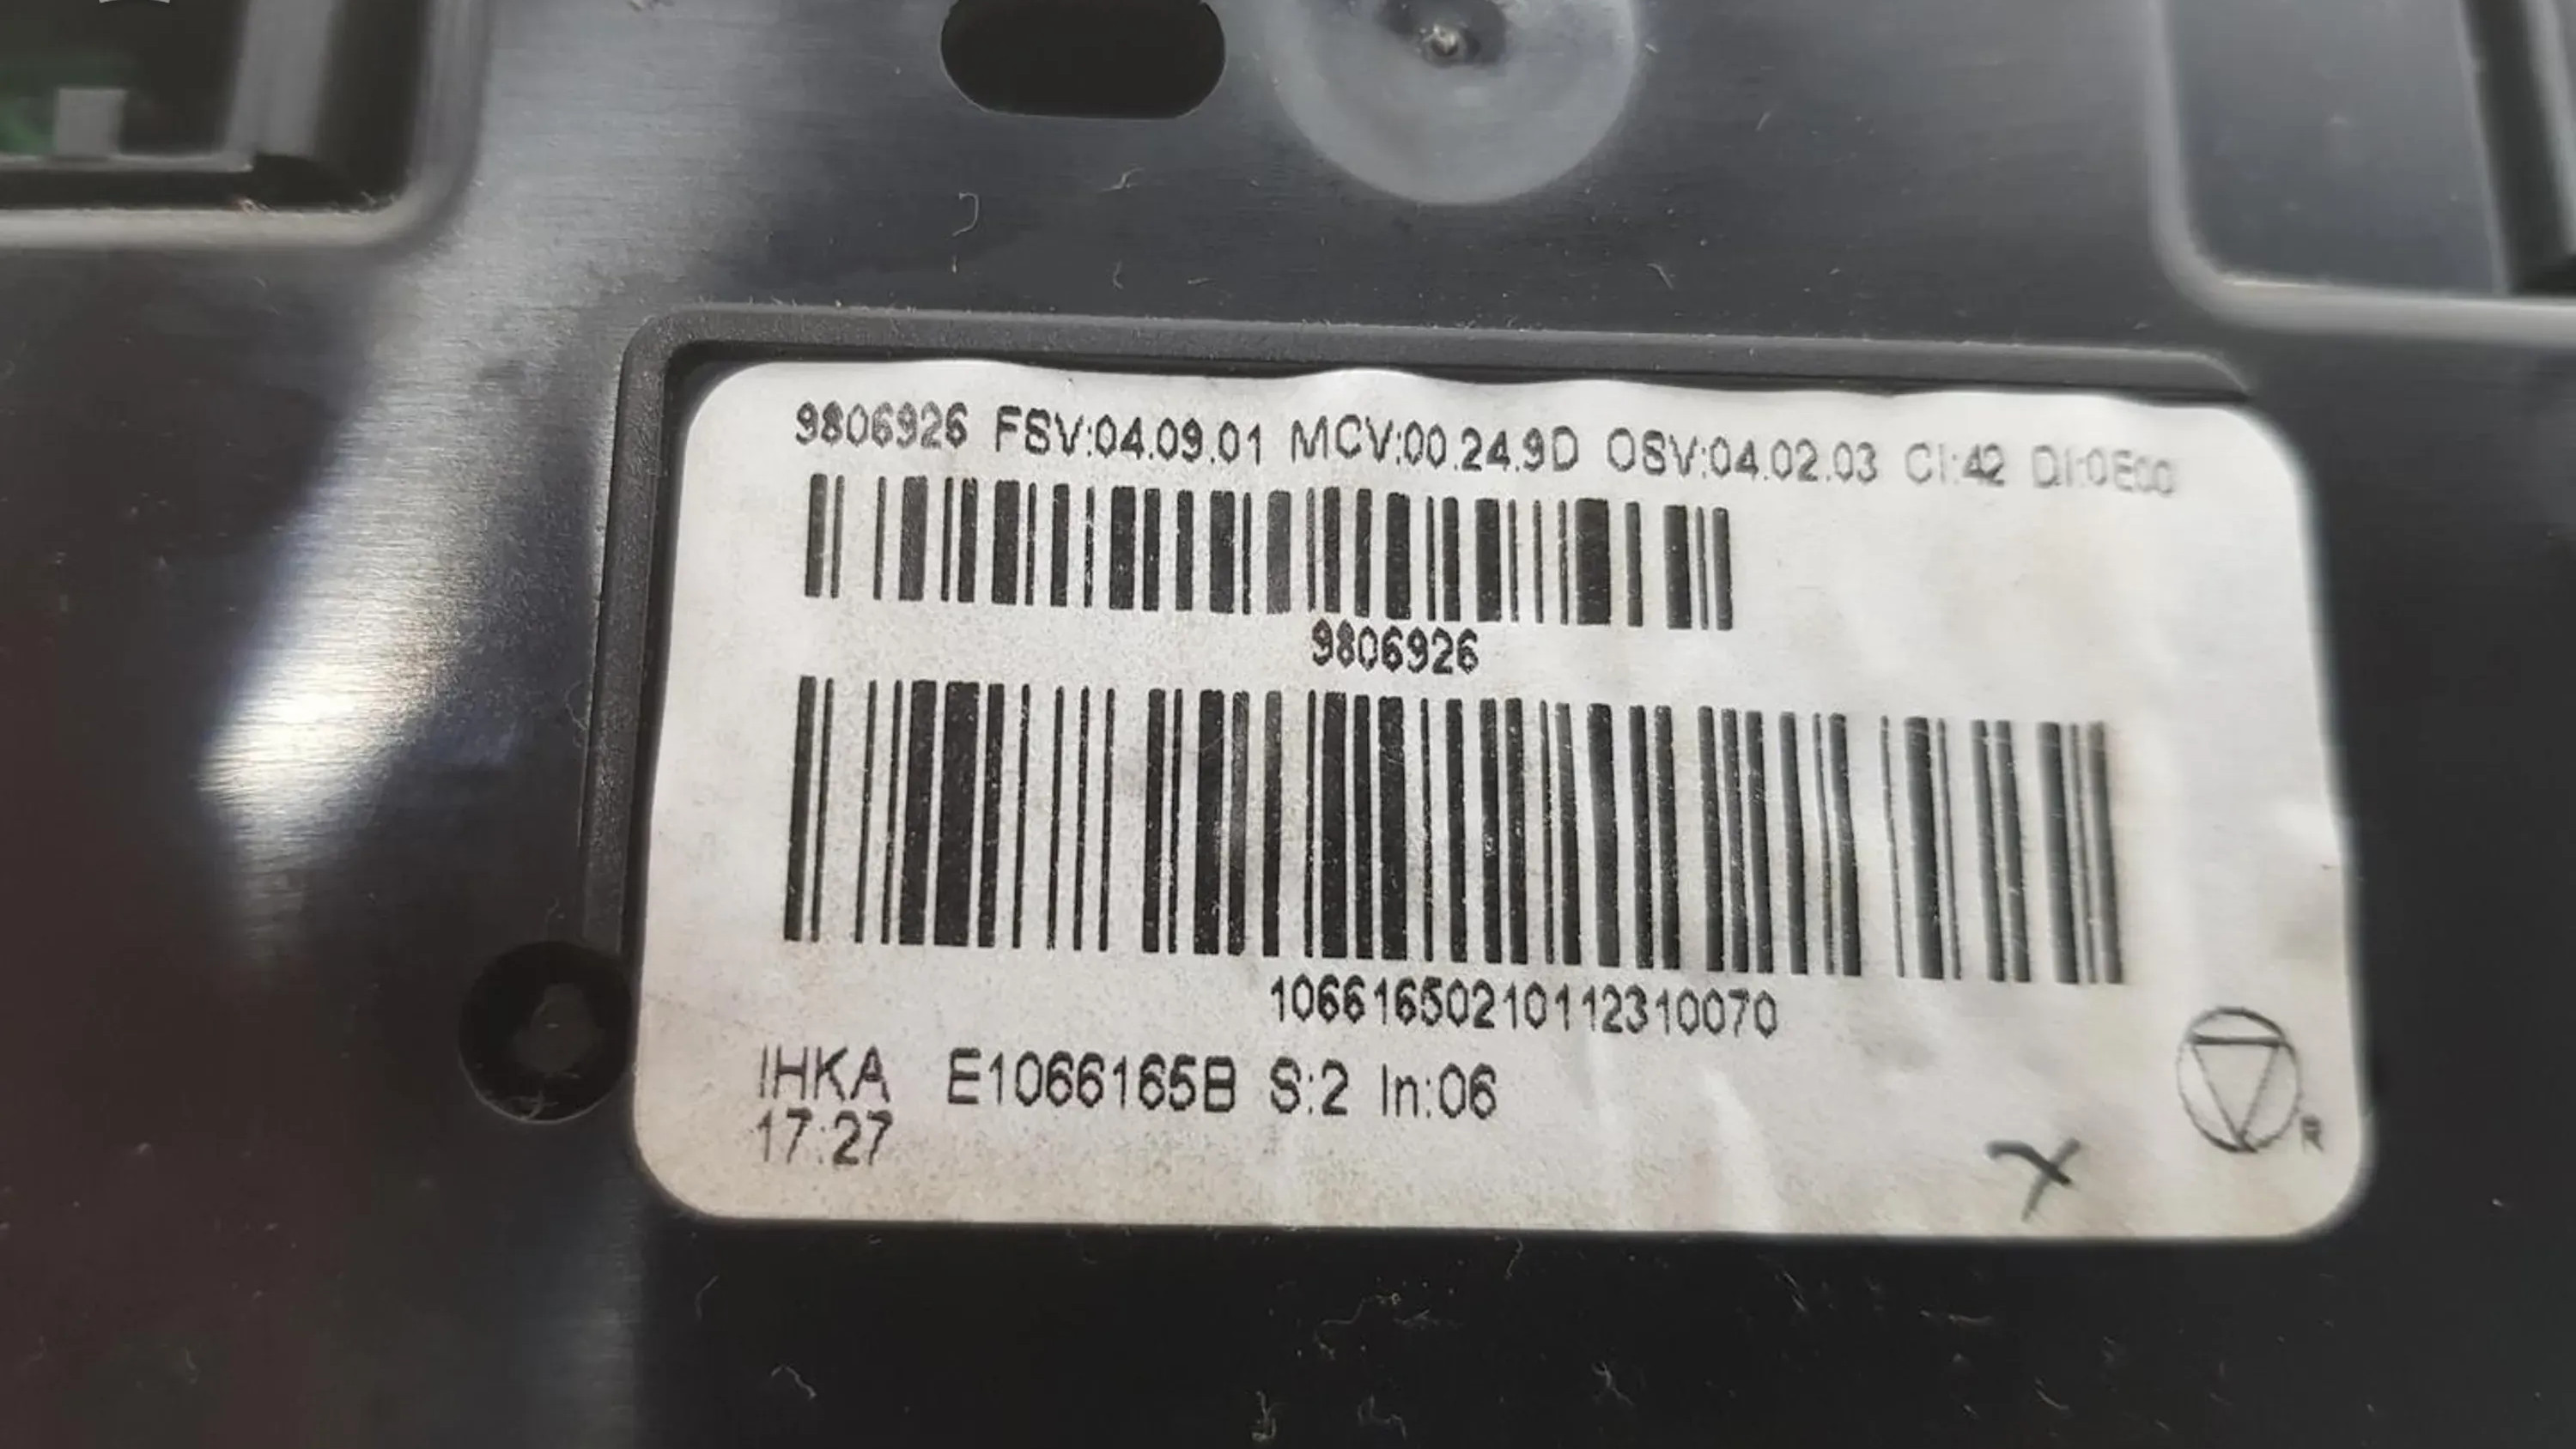 9806926 FSV:04.09.01 MCV:00.24.9D OSV:04.02.03 CI:42 DI:0E00
9806926
10661650210112310070
IHKA E1066165B S:2 In:06
17:27
R